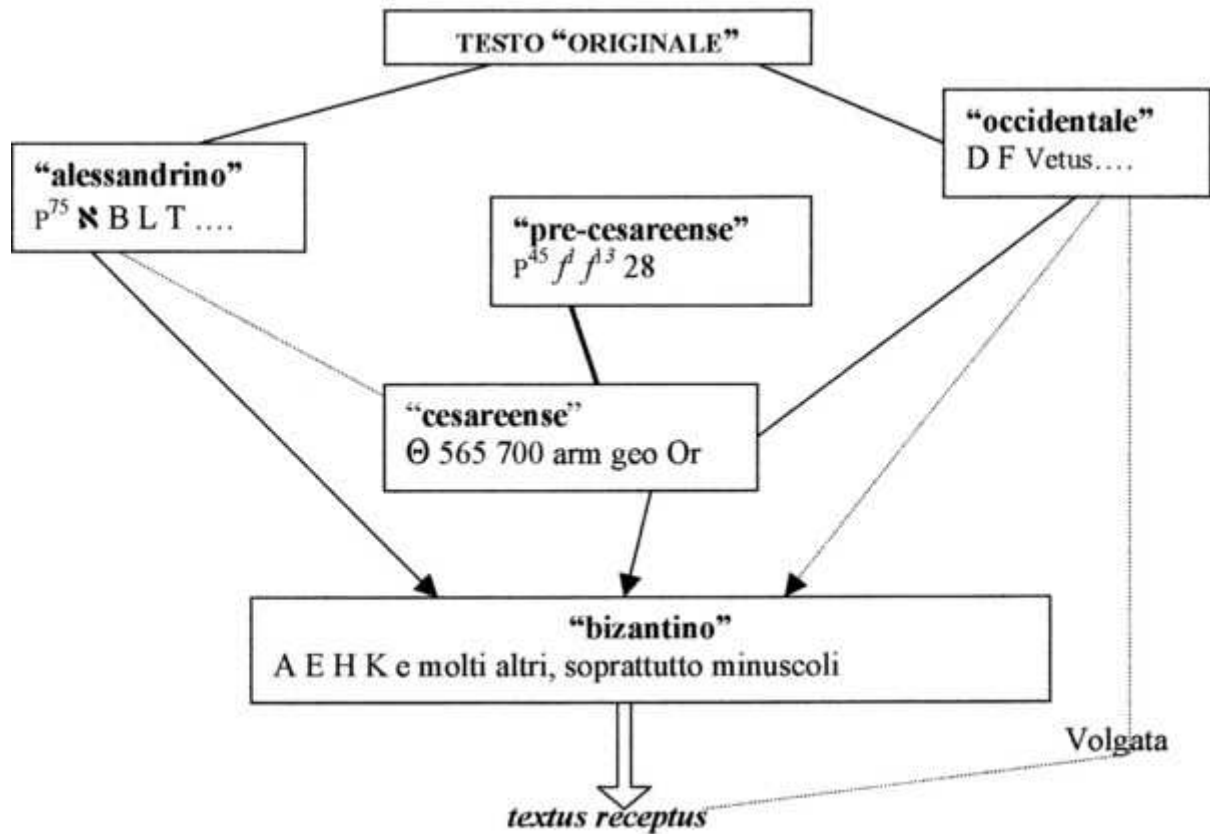 TESTO “ORIGINALE”
“occidentale”
D F Vetus….
“alessandrino”
P⁷⁵ ℵ B L T ….
“pre-cesareense”
P⁴⁵ f¹ f¹³ 28
“cesareense”
Θ 565 700 arm geo Or
“bizantino”
A E H K e molti altri, soprattutto minuscoli
Volgata
textus receptus